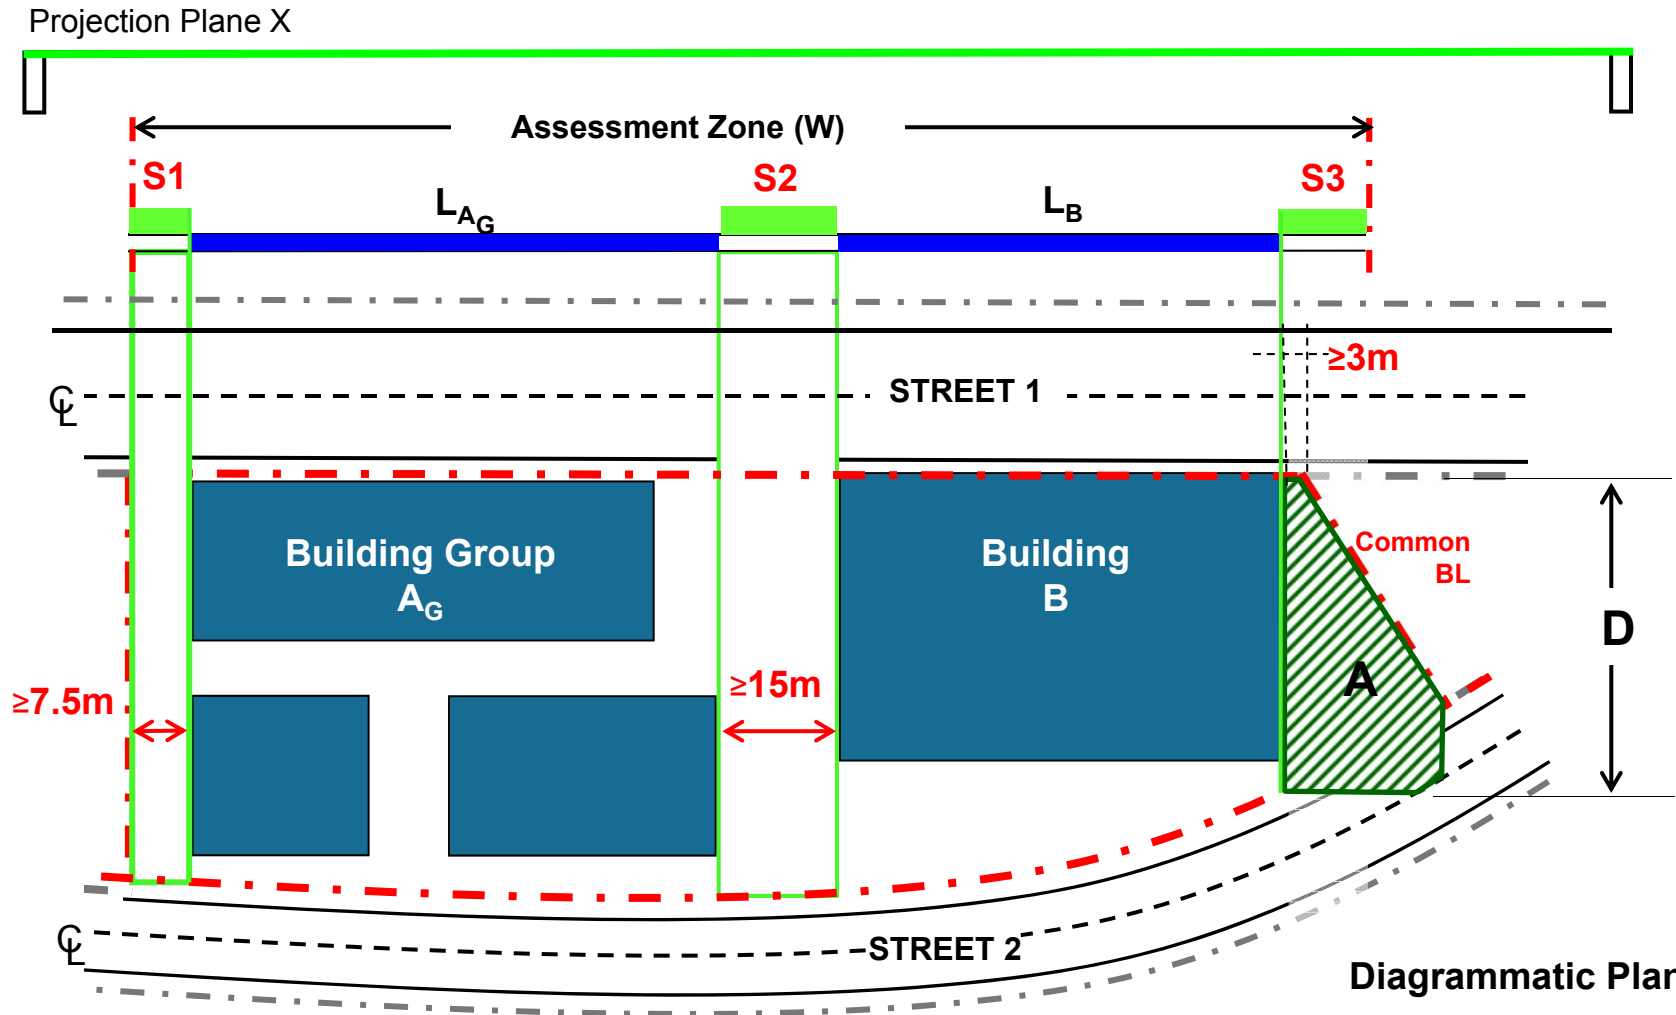 Projection Plane X
Assessment Zone (W)
S1
S2
S3
LAG
LB
≥3m
STREET 1
℄
Building Group
AG
Building
B
Common
BL
D
A
≥7.5m
≥15m
STREET 2
℄
Diagrammatic Plan